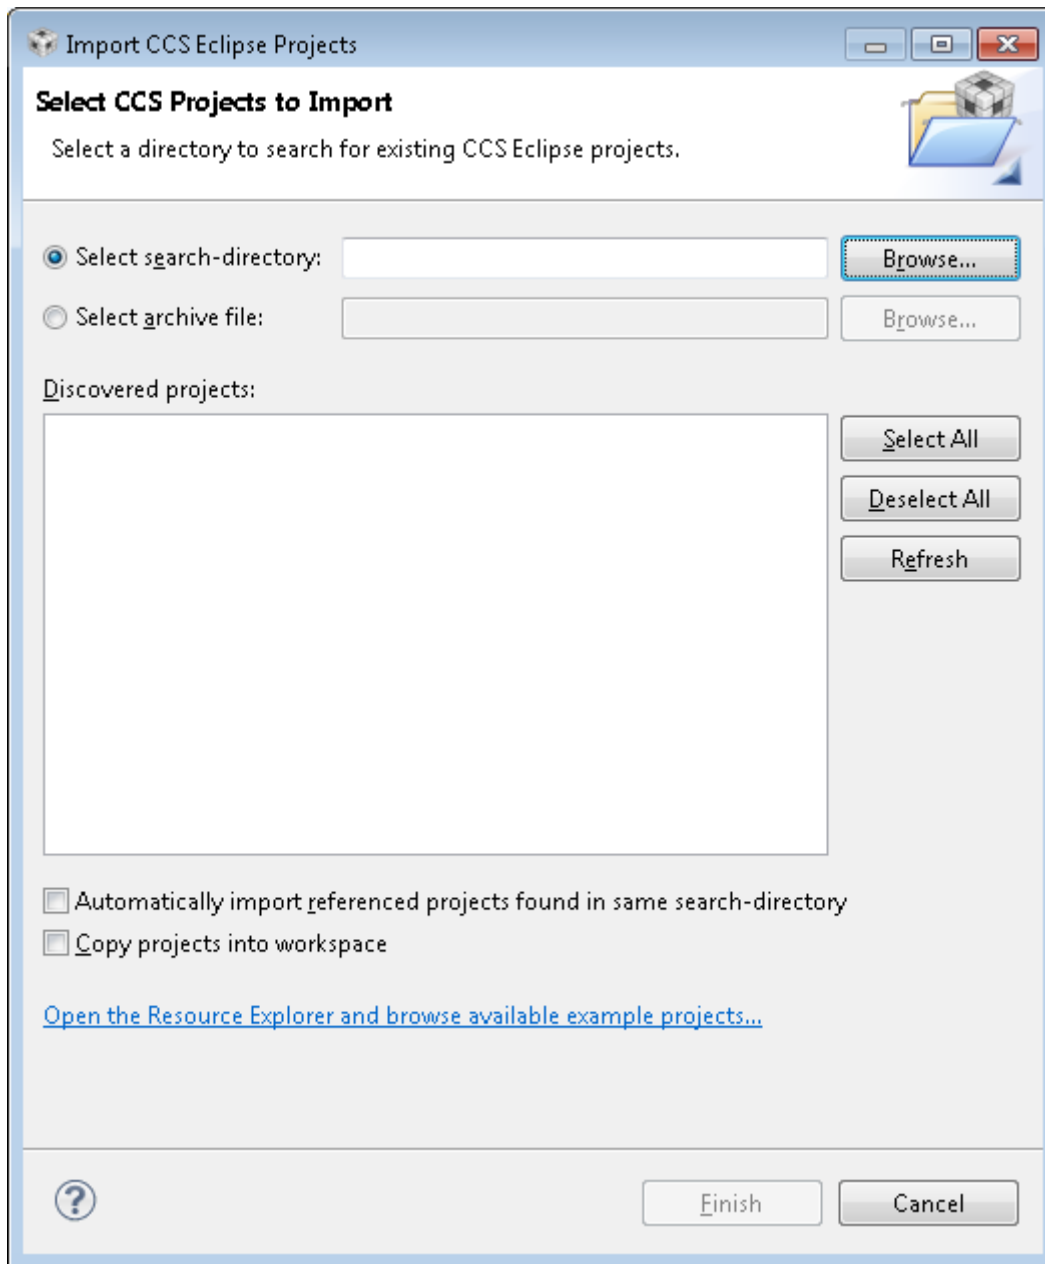 Import CCS Eclipse Projects
Select CCS Projects to Import
Select a directory to search for existing CCS Eclipse projects.
Select search-directory: Browse...
Select archive file: Browse...
Discovered projects:
Select All
Deselect All
Refresh
Automatically import referenced projects found in same search-directory
Copy projects into workspace
Open the Resource Explorer and browse available example projects...
? Finish Cancel